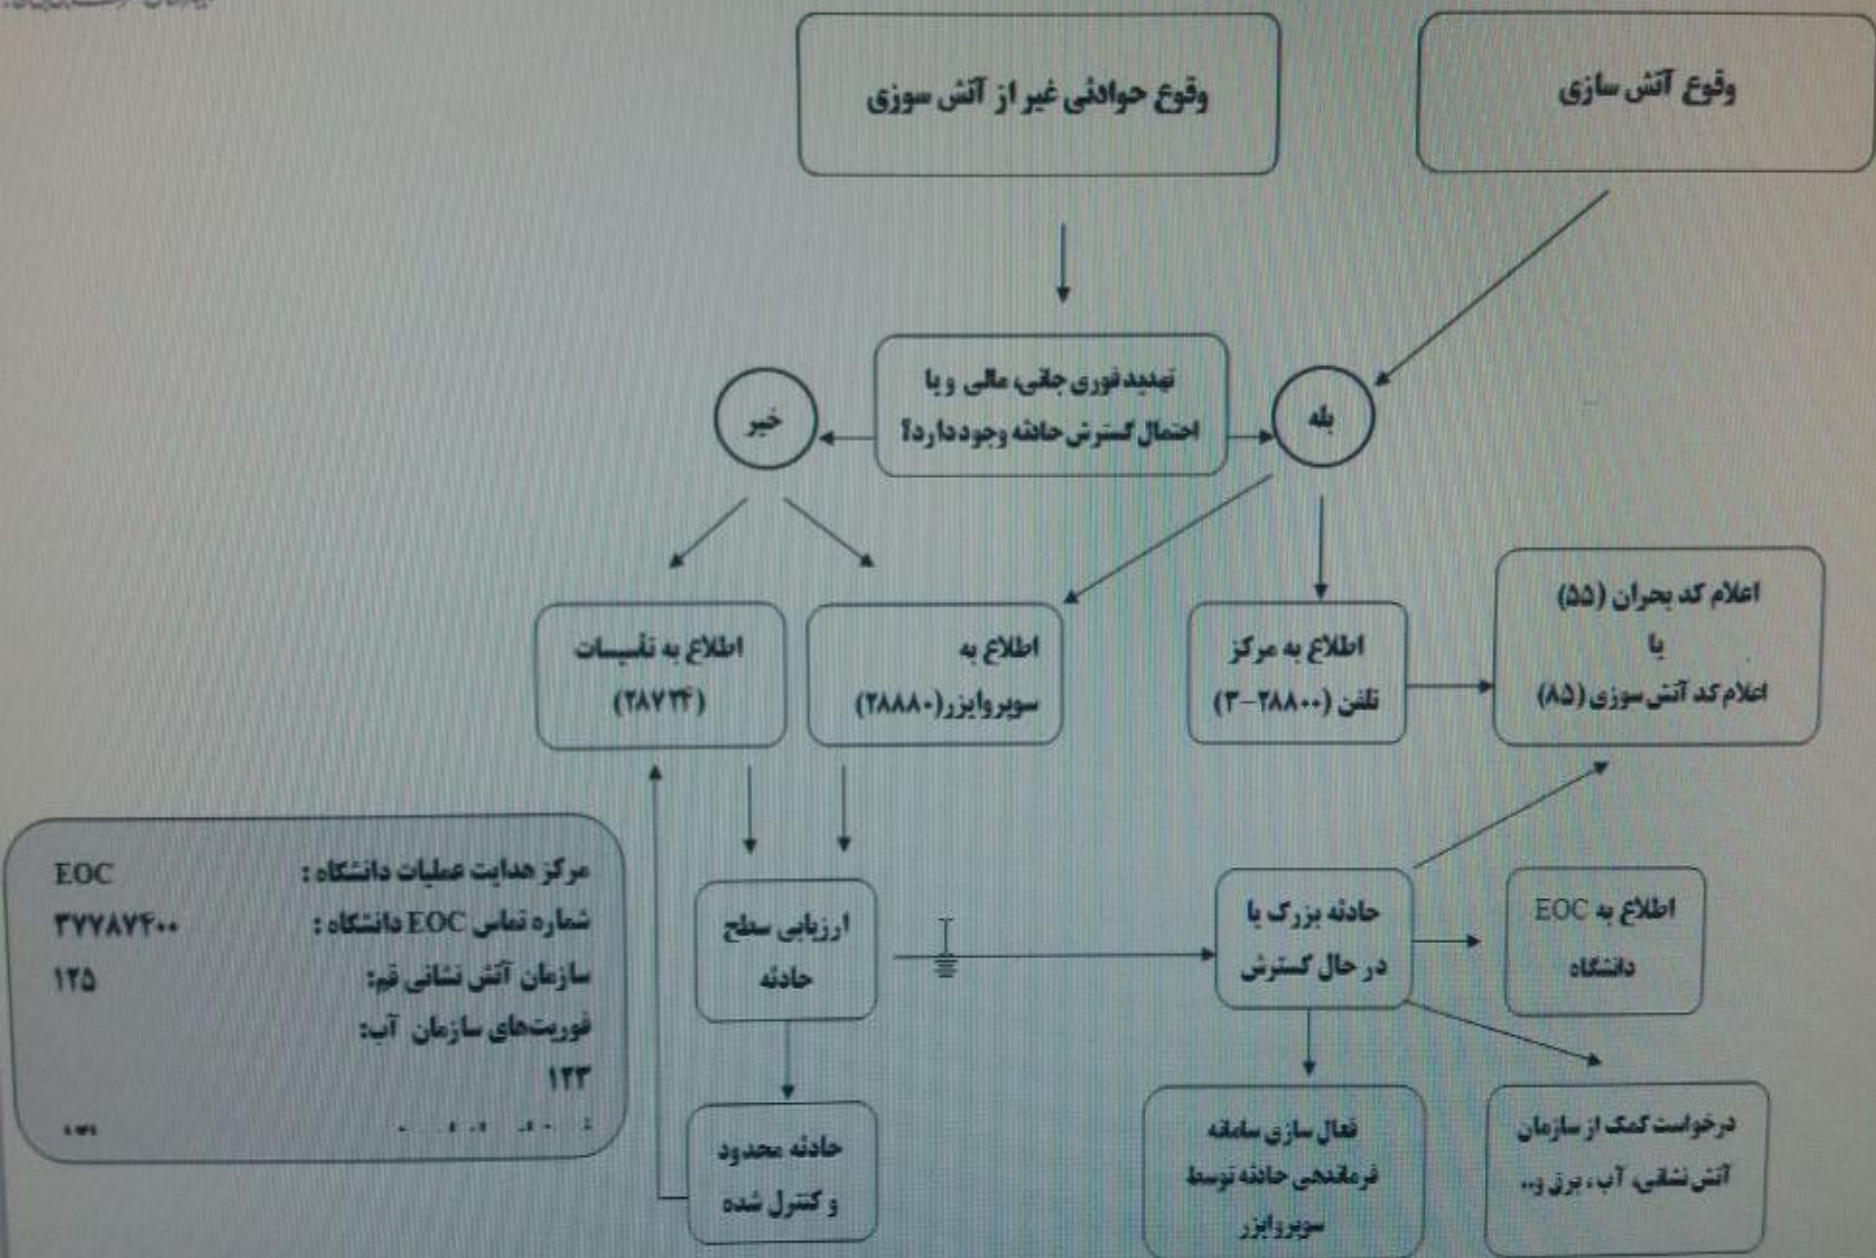 وقوع آتش سازی
وقوع حوادثی غیر از آتش سوزی
تهدید فوری جانی، مالی و یا
احتمال گسترش حادثه وجود دارد؟
بله
خیر
اعلام کد بحران (۵۵)
یا
اعلام کد آتش سوزی (۸۵)
اطلاع به مرکز
تلفن (۲۸۸۰۰-۳)
اطلاع به
سوپروایزر(۲۸۸۸۰)
اطلاع به تأسیسات
(۲۸۷۲۴)
اطلاع به EOC
دانشگاه
حادثه بزرگ یا
در حال گسترش
ارزیابی سطح
حادثه
درخواست کمک از سازمان
آتش نشانی، آب، برق و..
فعال سازی سامانه
فرماندهی حادثه توسط
سوپروایزر
حادثه محدود
و کنترل شده
مرکز هدایت عملیات دانشگاه : EOC
شماره تماس EOC دانشگاه : ۳۷۷۸۷۴۰۰
سازمان آتش نشانی قم: ۱۲۵
فوریت‌های سازمان آب:
۱۲۲